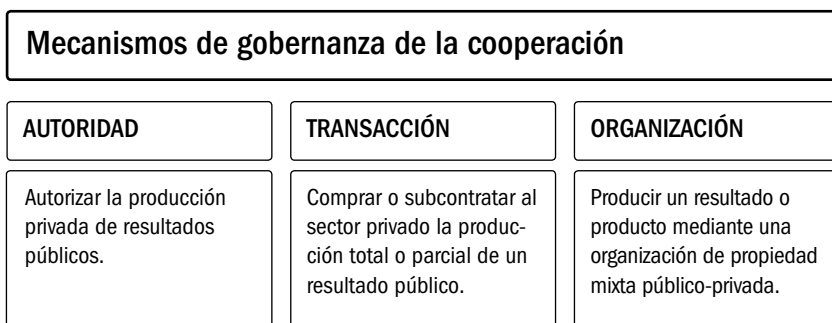 Mecanismos de gobernanza de la cooperación
AUTORIDAD
Autorizar la producción
privada de resultados
públicos.
TRANSACCIÓN
Comprar o subcontratar al
sector privado la produc-
ción total o parcial de un
resultado público.
ORGANIZACIÓN
Producir un resultado o
producto mediante una
organización de propiedad
mixta público-privada.